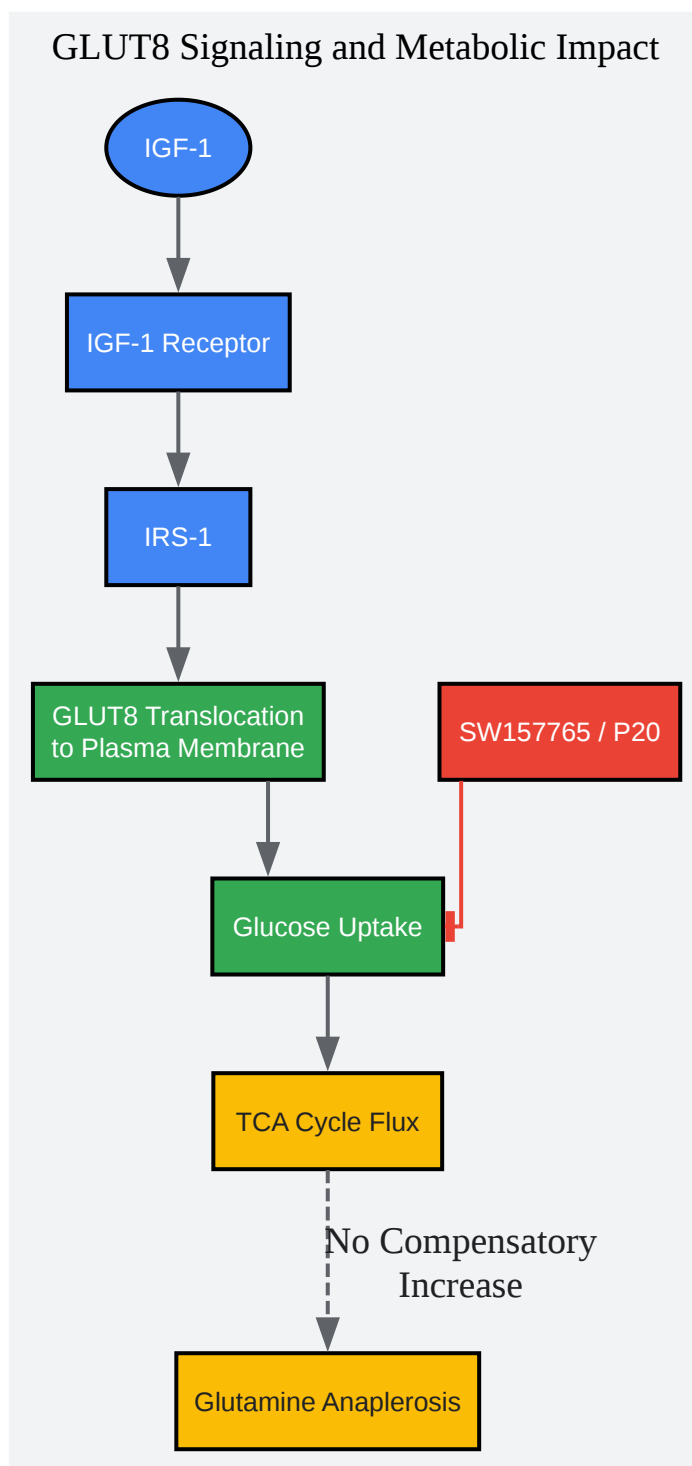 GLUT8 Signaling and Metabolic Impact
IGF-1
IGF-1 Receptor
IRS-1
GLUT8 Translocation
to Plasma Membrane
SW157765 / P20
Glucose Uptake
TCA Cycle Flux
No Compensatory
Increase
Glutamine Anaplerosis